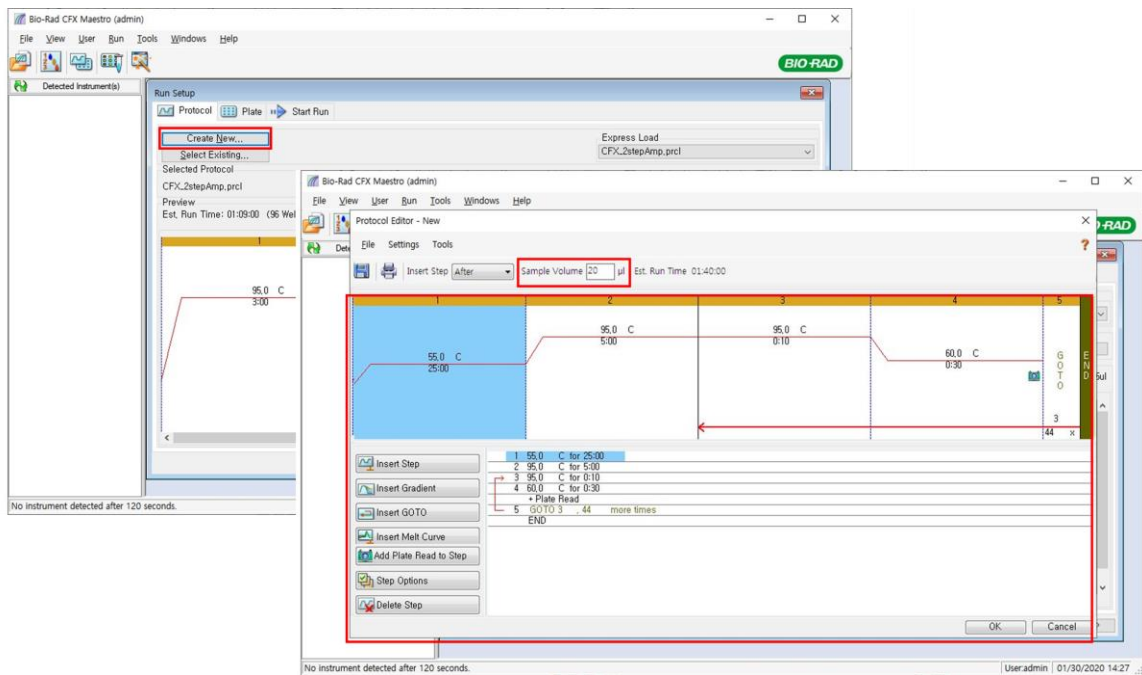 Bio-Rad CFX Maestro (admin)
File View User Run Tools Windows Help
BIO-RAD
Detected Instrument(s)
Run Setup
Protocol Plate Start Run
Create New...
Express Load
Select Existing...
CFX_2stepAmp.prcl
Selected Protocol
CFX_2stepAmp.prcl
Preview
Est. Run Time: 01:09:00 (96 Wel
1
95,0 C
3:00
No instrument detected after 120 seconds.
Bio-Rad CFX Maestro (admin)
File View User Run Tools Windows Help
Protocol Editor - New
File Settings Tools
?
Insert Step After Sample Volume 20 μl Est. Run Time 01:40:00
1 2 3 4 5
95,0 C 95,0 C
5:00 0:10
55,0 C 60,0 C
25:00 0:30
GOTO
END
3
44 x
Insert Step
Insert Gradient
Insert GOTO
Insert Melt Curve
Add Plate Read to Step
Step Options
Delete Step
1 55,0 C for 25:00
2 95,0 C for 5:00
3 95,0 C for 0:10
4 60,0 C for 0:30
+ Plate Read
5 GOTO 3 , 44 more times
END
OK Cancel
No instrument detected after 120 seconds. User:admin 01/30/2020 14:27